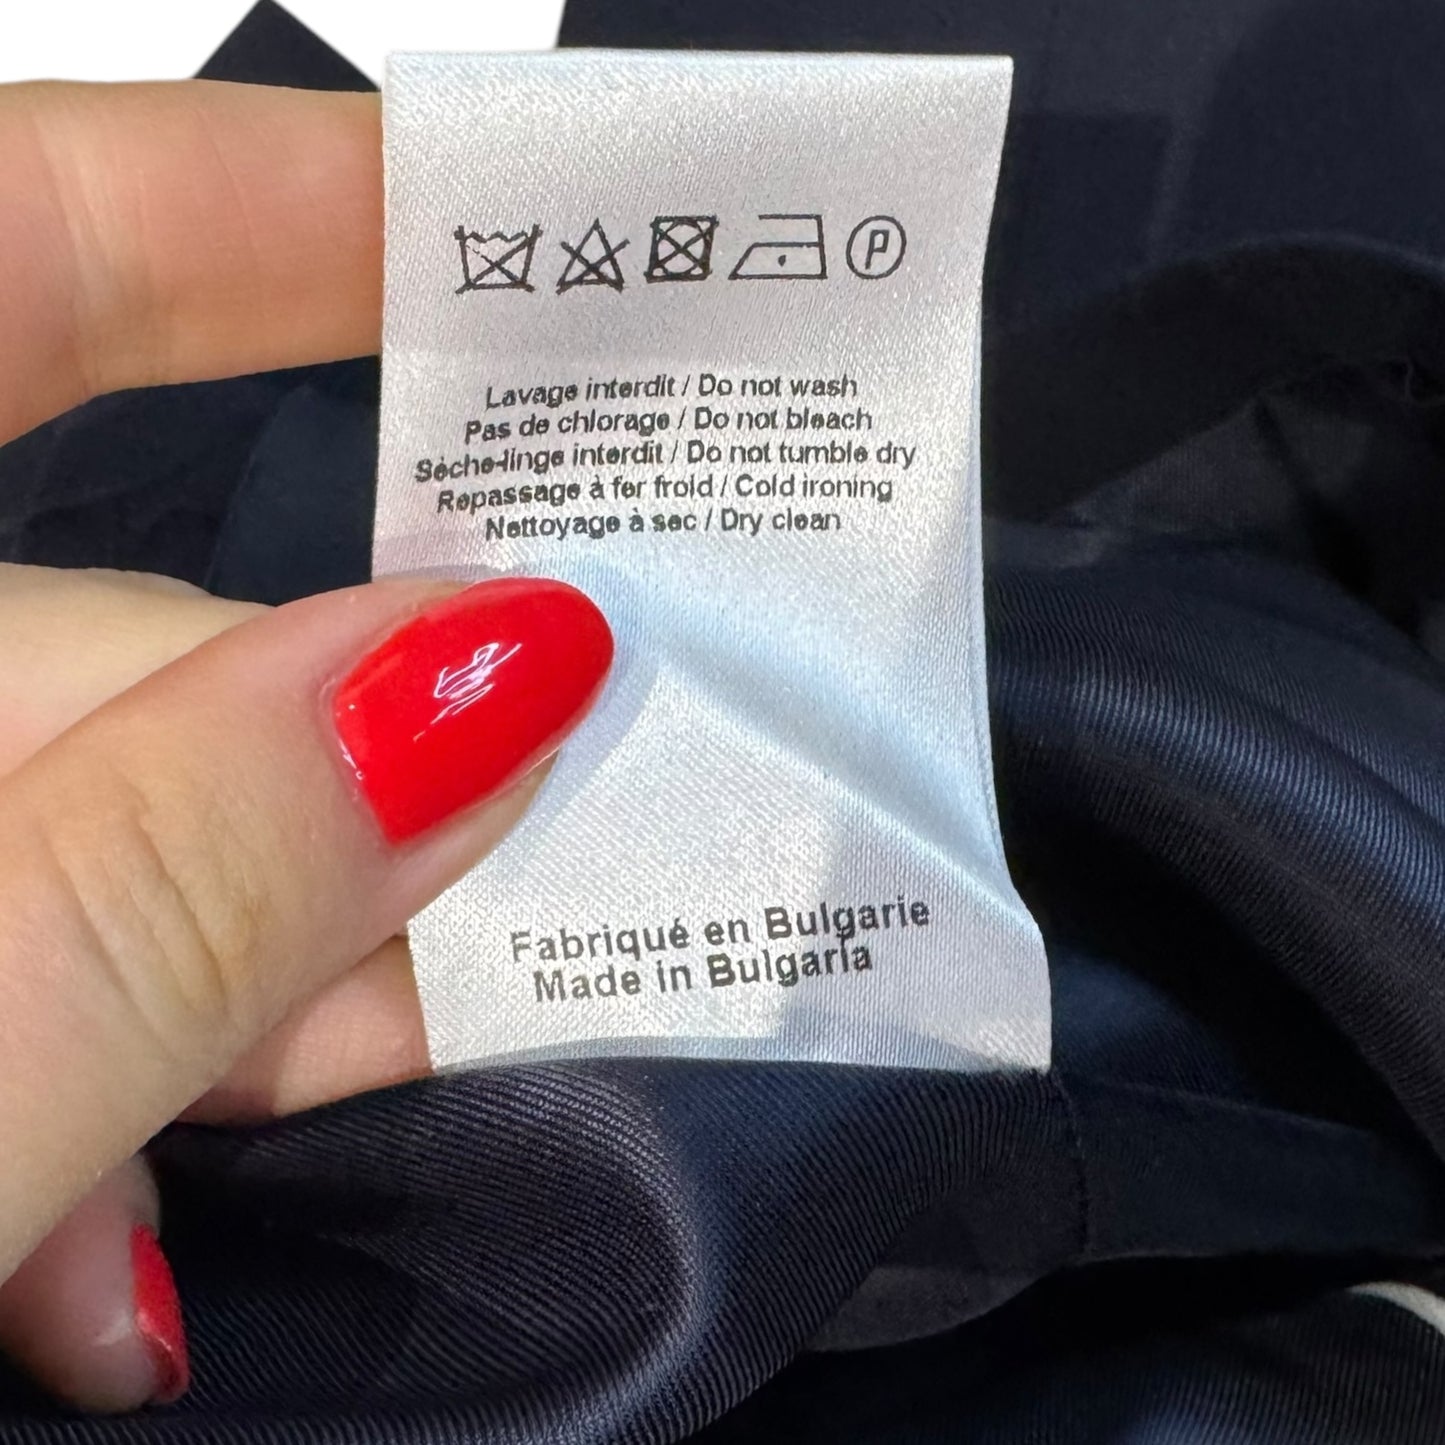 P
Lavage interdit / Do not wash
Pas de chlorage / Do not bleach
Sèche-linge interdit / Do not tumble dry
Repassage à fer froid / Cold ironing
Nettoyage à sec / Dry clean
Fabriqué en Bulgarie
Made in Bulgaria